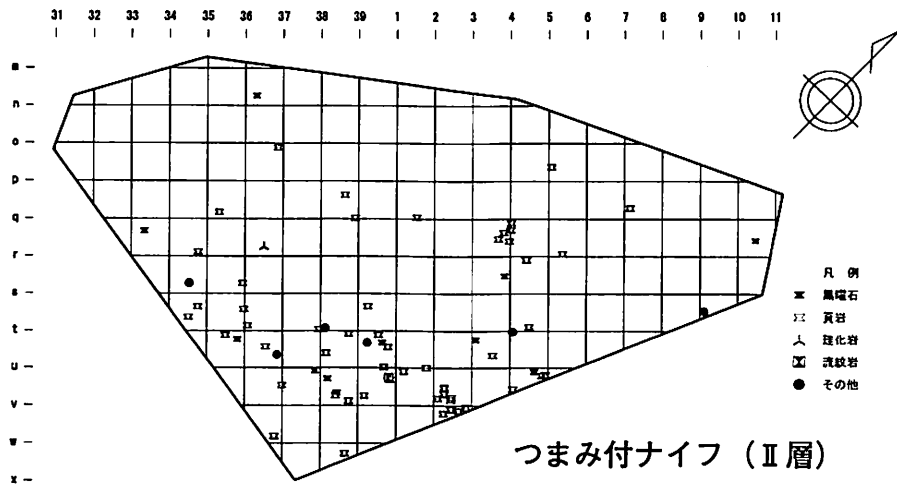 31 32 33 34 35 36 37 38 39 1 2 3 4 5 6 7 8 9 10 11
m
n
o
p
q
r
s
t
u
v
w
x
凡 例
黒曜石
頁岩
珪化岩
流紋岩
その他
つまみ付ナイフ (Ⅱ層)